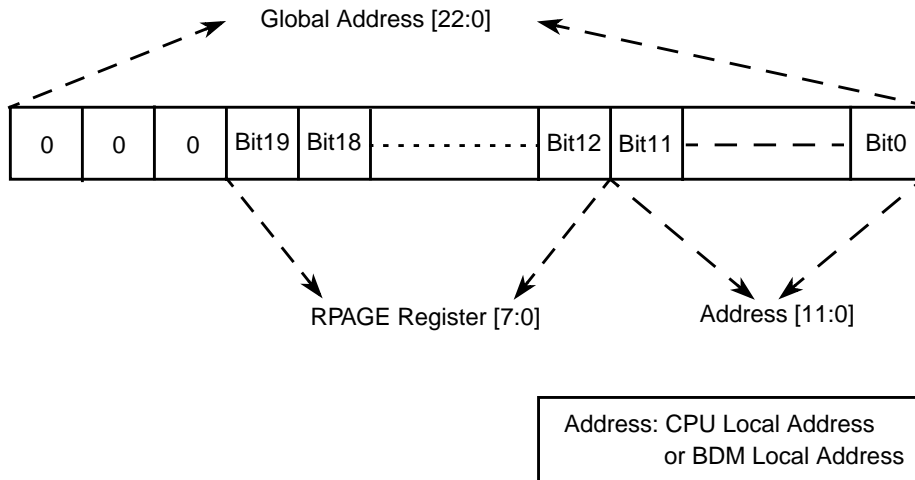 Global Address [22:0]
0 0 0 Bit19 Bit18 Bit12 Bit11 Bit0
RPAGE Register [7:0] Address [11:0]
Address: CPU Local Address
or BDM Local Address